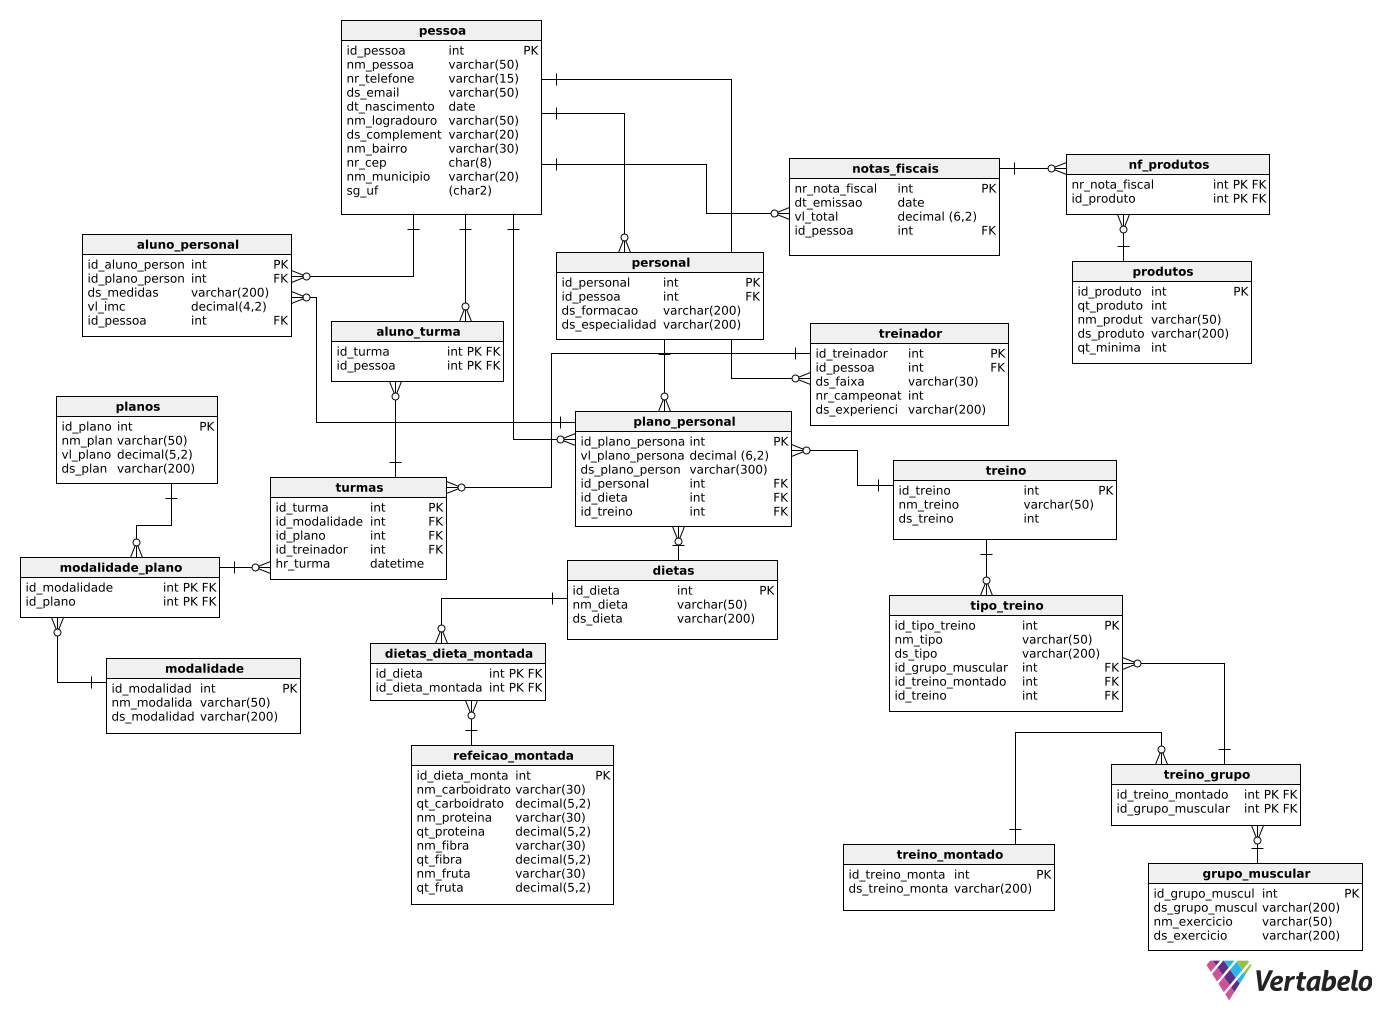 pessoa
id_pessoa int PK
nm_pessoa varchar(50)
nr_telefone varchar(15)
ds_email varchar(50)
dt_nascimento date
nm_logradouro varchar(50)
ds_complement varchar(20)
nm_bairro varchar(30)
nr_cep char(8)
nm_municipio varchar(20)
sg_uf (char2)
notas_fiscais
nr_nota_fiscal int PK
dt_emissao date
vl_total decimal (6,2)
id_pessoa int FK
nf_produtos
nr_nota_fiscal int PK FK
id_produto int PK FK
aluno_personal
id_aluno_person int PK
id_plano_person int FK
ds_medidas varchar(200)
vl_imc decimal(4,2)
id_pessoa int FK
personal
id_personal int PK
id_pessoa int FK
ds_formacao varchar(200)
ds_especialidad varchar(200)
produtos
id_produto int PK
qt_produto int
nm_produt varchar(50)
ds_produto varchar(200)
qt_minima int
aluno_turma
id_turma int PK FK
id_pessoa int PK FK
treinador
id_treinador int PK
id_pessoa int FK
ds_faixa varchar(30)
nr_campeonat int
ds_experienci varchar(200)
planos
id_plano int PK
nm_plan varchar(50)
vl_plano decimal(5,2)
ds_plan varchar(200)
plano_personal
id_plano_persona int PK
vl_plano_persona decimal (6,2)
ds_plano_person varchar(300)
id_personal int FK
id_dieta int FK
id_treino int FK
treino
id_treino int PK
nm_treino varchar(50)
ds_treino int
turmas
id_turma int PK
id_modalidade int FK
id_plano int FK
id_treinador int FK
hr_turma datetime
modalidade_plano
id_modalidade int PK FK
id_plano int PK FK
dietas
id_dieta int PK
nm_dieta varchar(50)
ds_dieta varchar(200)
tipo_treino
id_tipo_treino int PK
nm_tipo varchar(50)
ds_tipo varchar(200)
id_grupo_muscular int FK
id_treino_montado int FK
id_treino int FK
dietas_dieta_montada
id_dieta int PK FK
id_dieta_montada int PK FK
modalidade
id_modalidad int PK
nm_modalida varchar(50)
ds_modalidad varchar(200)
refeicao_montada
id_dieta_monta int PK
nm_carboidrato varchar(30)
qt_carboidrato decimal(5,2)
nm_proteina varchar(30)
qt_proteina decimal(5,2)
nm_fibra varchar(30)
qt_fibra decimal(5,2)
nm_fruta varchar(30)
qt_fruta decimal(5,2)
treino_grupo
id_treino_montado int PK FK
id_grupo_muscular int PK FK
treino_montado
id_treino_monta int PK
ds_treino_monta varchar(200)
grupo_muscular
id_grupo_muscul int PK
ds_grupo_muscul varchar(200)
nm_exercicio varchar(50)
ds_exercicio varchar(200)
Vertabelo